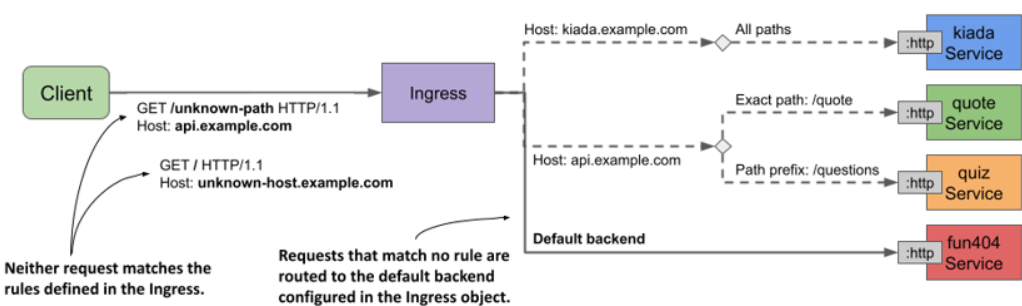 Client
GET /unknown-path HTTP/1.1
Host: api.example.com
GET / HTTP/1.1
Host: unknown-host.example.com
Neither request matches the
rules defined in the Ingress.
Ingress
Requests that match no rule are
routed to the default backend
configured in the Ingress object.
Host: kiada.example.com
All paths
:http
kiada
Service
Host: api.example.com
Exact path: /quote
:http
quote
Service
Path prefix: /questions
:http
quiz
Service
Default backend
:http
fun404
Service